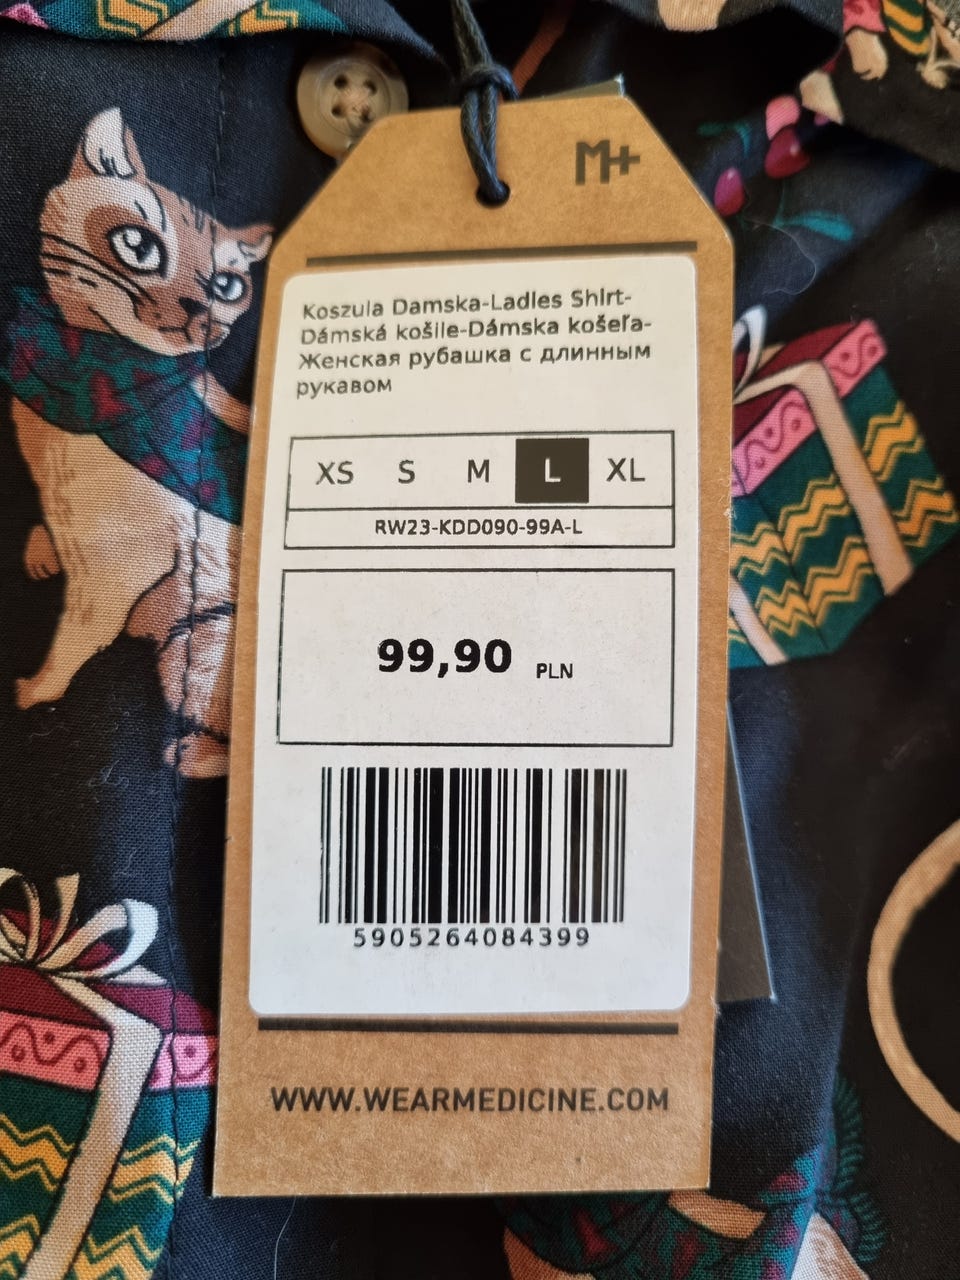 M+
Koszula Damska-Ladies Shirt-
Dámská košile-Dámska košeľa-
Женская рубашка с длинным
рукавом
XS S M L XL
RW23-KDD090-99A-L
99,90 PLN
5905264084399
WWW.WEARMEDICINE.COM